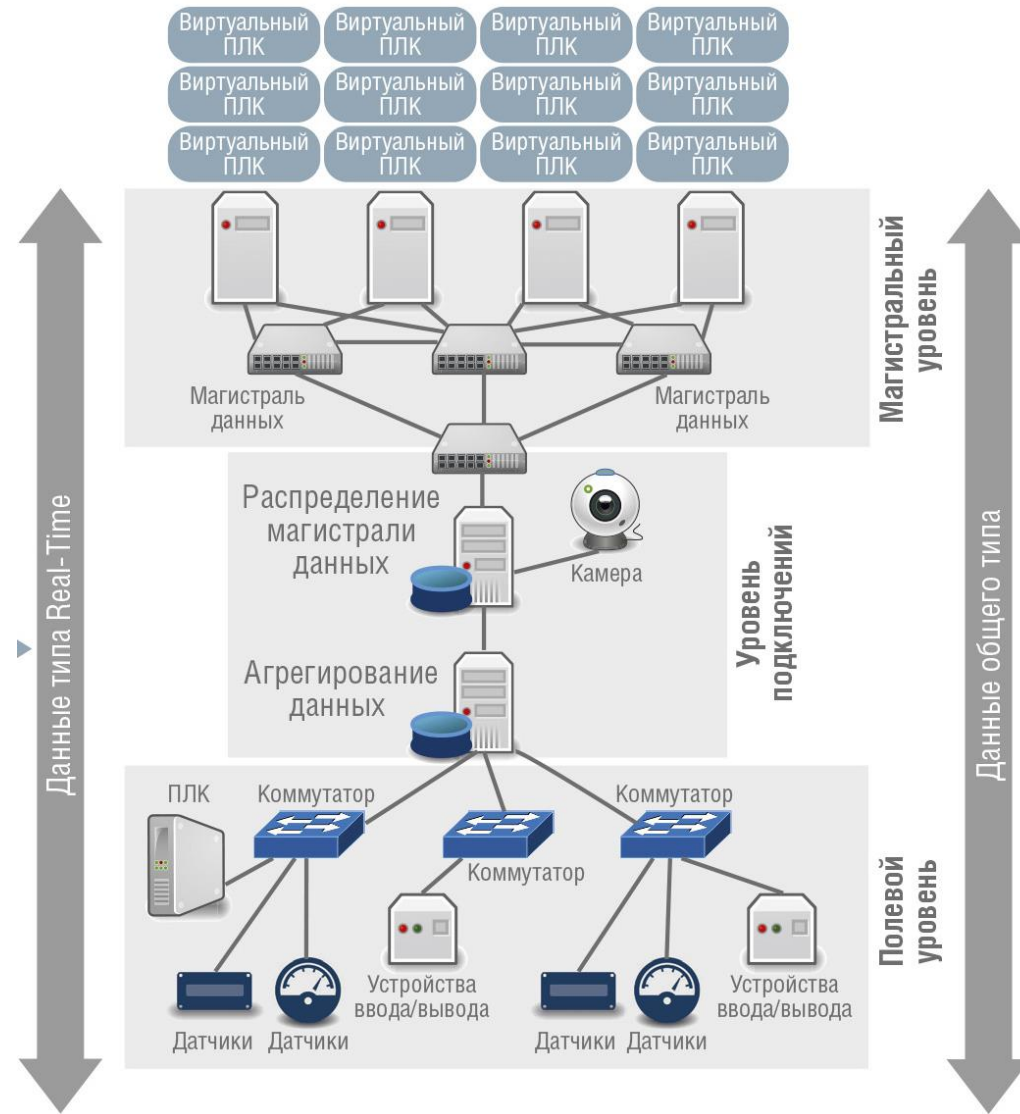 Виртуальный
ПЛК
Виртуальный
ПЛК
Виртуальный
ПЛК
Виртуальный
ПЛК
Виртуальный
ПЛК
Виртуальный
ПЛК
Виртуальный
ПЛК
Виртуальный
ПЛК
Виртуальный
ПЛК
Виртуальный
ПЛК
Виртуальный
ПЛК
Виртуальный
ПЛК
Данные типа Real-Time
Магистраль
данных
Магистраль
данных
Магистральный
уровень
Распределение
магистрали
данных
Камера
Агрегирование
данных
Уровень
подключений
ПЛК
Коммутатор
Коммутатор
Коммутатор
Датчики
Датчики
Устройства
ввода/вывода
Датчики
Датчики
Устройства
ввода/вывода
Полевой
уровень
Данные общего типа